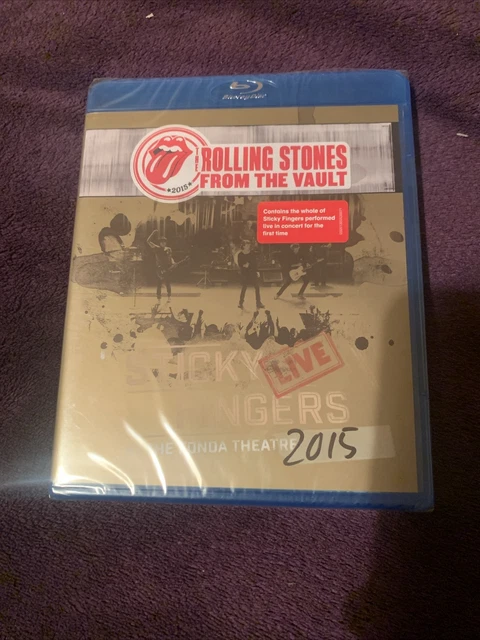 Blu-ray Disc
THE
ROLLING STONES
FROM THE VAULT
★2015★
Contains the whole of
Sticky Fingers performed
live in concert for the
first time
STICKY
LIVE
FINGERS
THE FONDA THEATRE
2015